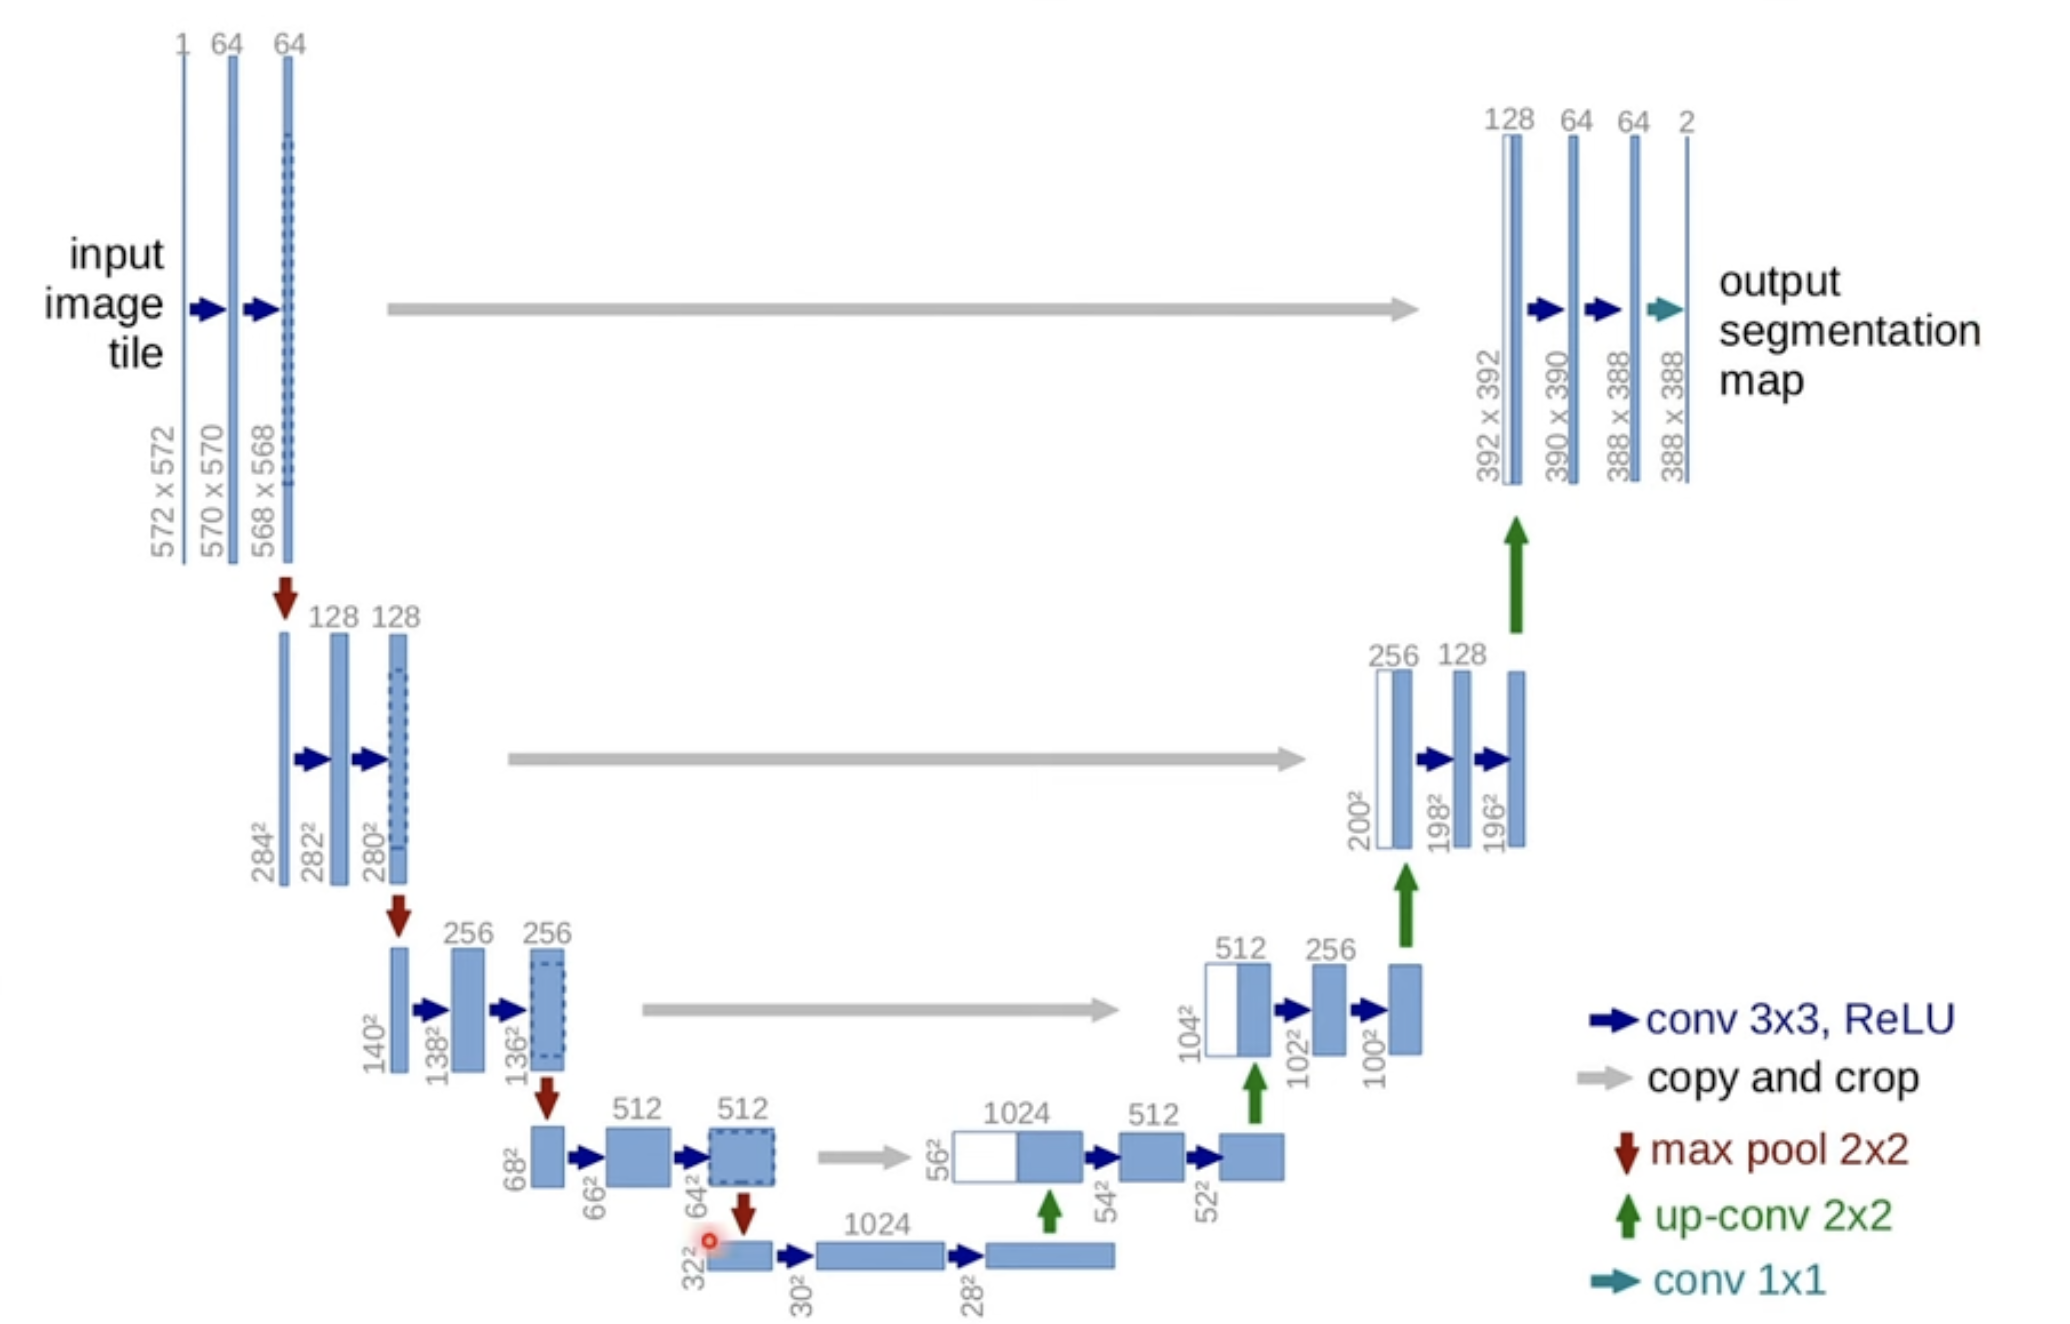 1 64 64
128 64 64 2
input
image
tile
output
segmentation
map
572 x 572
570 x 570
568 x 568
392 x 392
390 x 390
388 x 388
388 x 388
128 128
256 128
284²
282²
280²
200²
198²
196²
256 256
512 256
140²
138²
136²
104²
102²
100²
512 512
1024 512
68²
66²
64²
56²
54²
52²
1024
32²
30²
28²
conv 3x3, ReLU
copy and crop
max pool 2x2
up-conv 2x2
conv 1x1